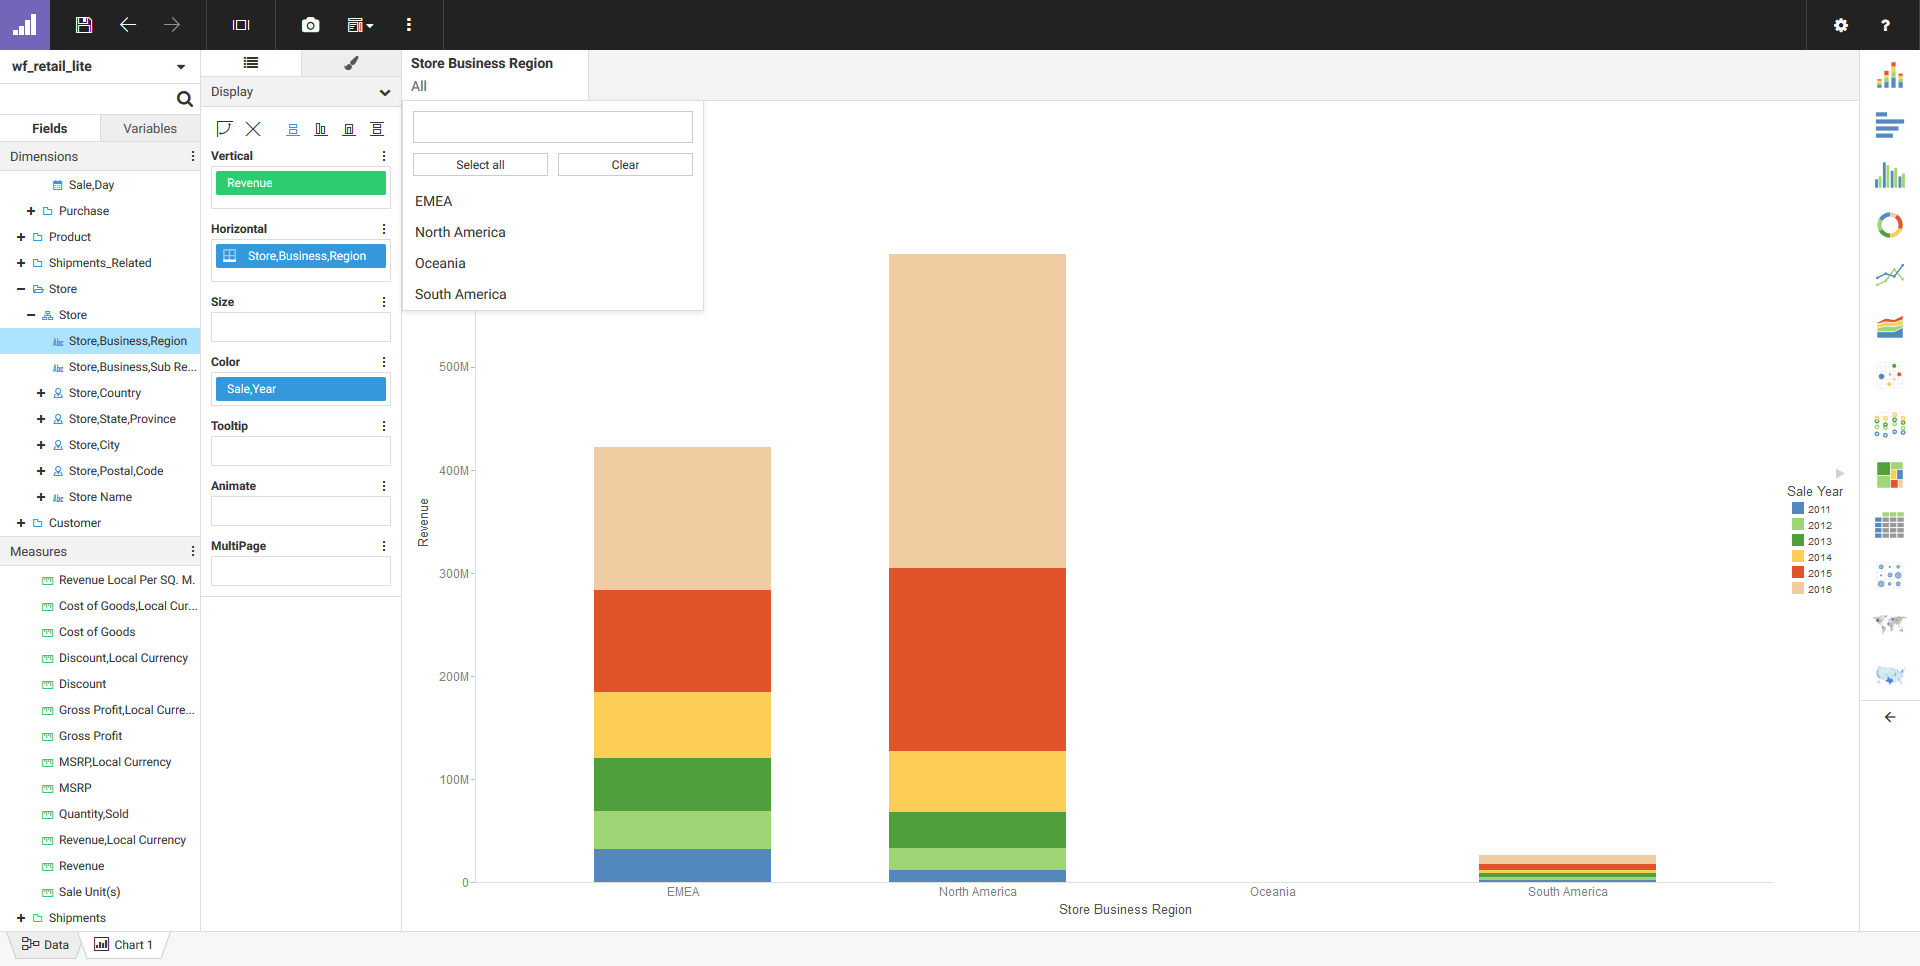 wf_retail_lite
Fields
Variables
Dimensions
Sale,Day
Purchase
Product
Shipments_Related
Store
Store
Store,Business,Region
Store,Business,Sub Re...
Store,Country
Store,State,Province
Store,City
Store,Postal,Code
Store Name
Customer
Measures
Revenue Local Per SQ. M.
Cost of Goods,Local Cur...
Cost of Goods
Discount,Local Currency
Discount
Gross Profit,Local Curre...
Gross Profit
MSRP,Local Currency
MSRP
Quantity,Sold
Revenue,Local Currency
Revenue
Sale Unit(s)
Shipments
Display
Vertical
Revenue
Horizontal
Store,Business,Region
Size
Color
Sale,Year
Tooltip
Animate
MultiPage
Store Business Region
All
Select all
Clear
EMEA
North America
Oceania
South America
500M
400M
300M
200M
100M
0
Revenue
EMEA
North America
Oceania
South America
Store Business Region
Sale Year
2011
2012
2013
2014
2015
2016
Data
Chart 1